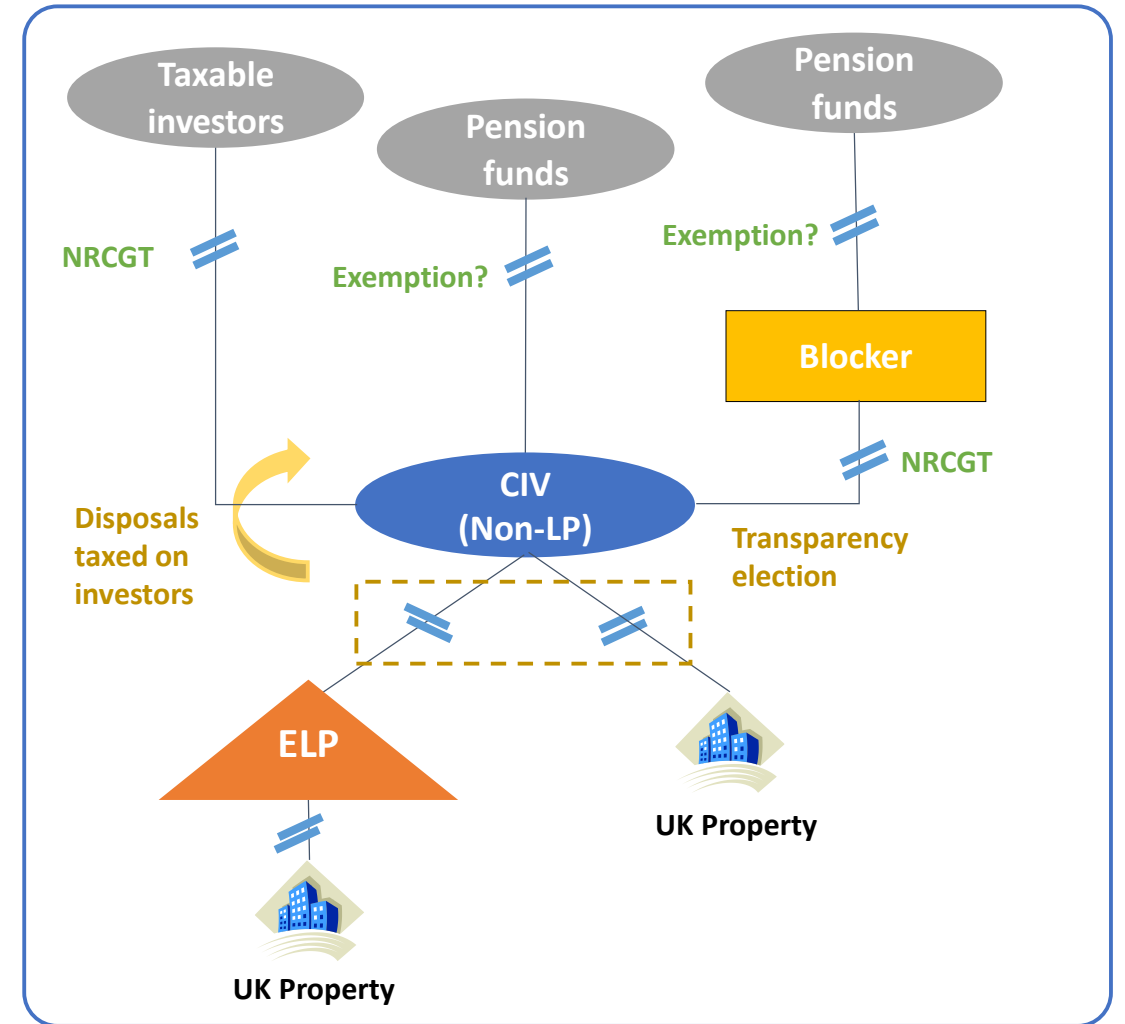 Taxable
investors
Pension
funds
Pension
funds
NRCGT
Exemption?
Exemption?
Blocker
NRCGT
CIV
(Non-LP)
Disposals
taxed on
investors
Transparency
election
ELP
UK Property
UK Property